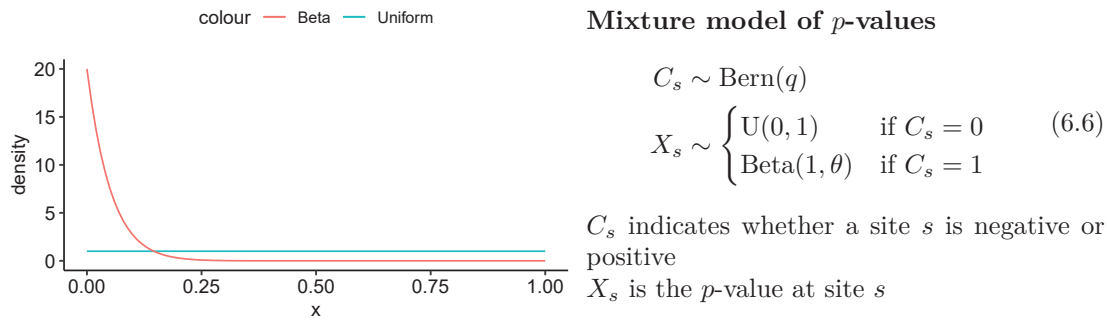 colour Beta Uniform
20
15
10
5
0
density
0.00 0.25 0.50 0.75 1.00
x
Mixture model of p-values
C_s ∼ Bern(q)
X_s ∼ { U(0, 1) if C_s = 0
Beta(1, θ) if C_s = 1
(6.6)
C_s indicates whether a site s is negative or
positive
X_s is the p-value at site s